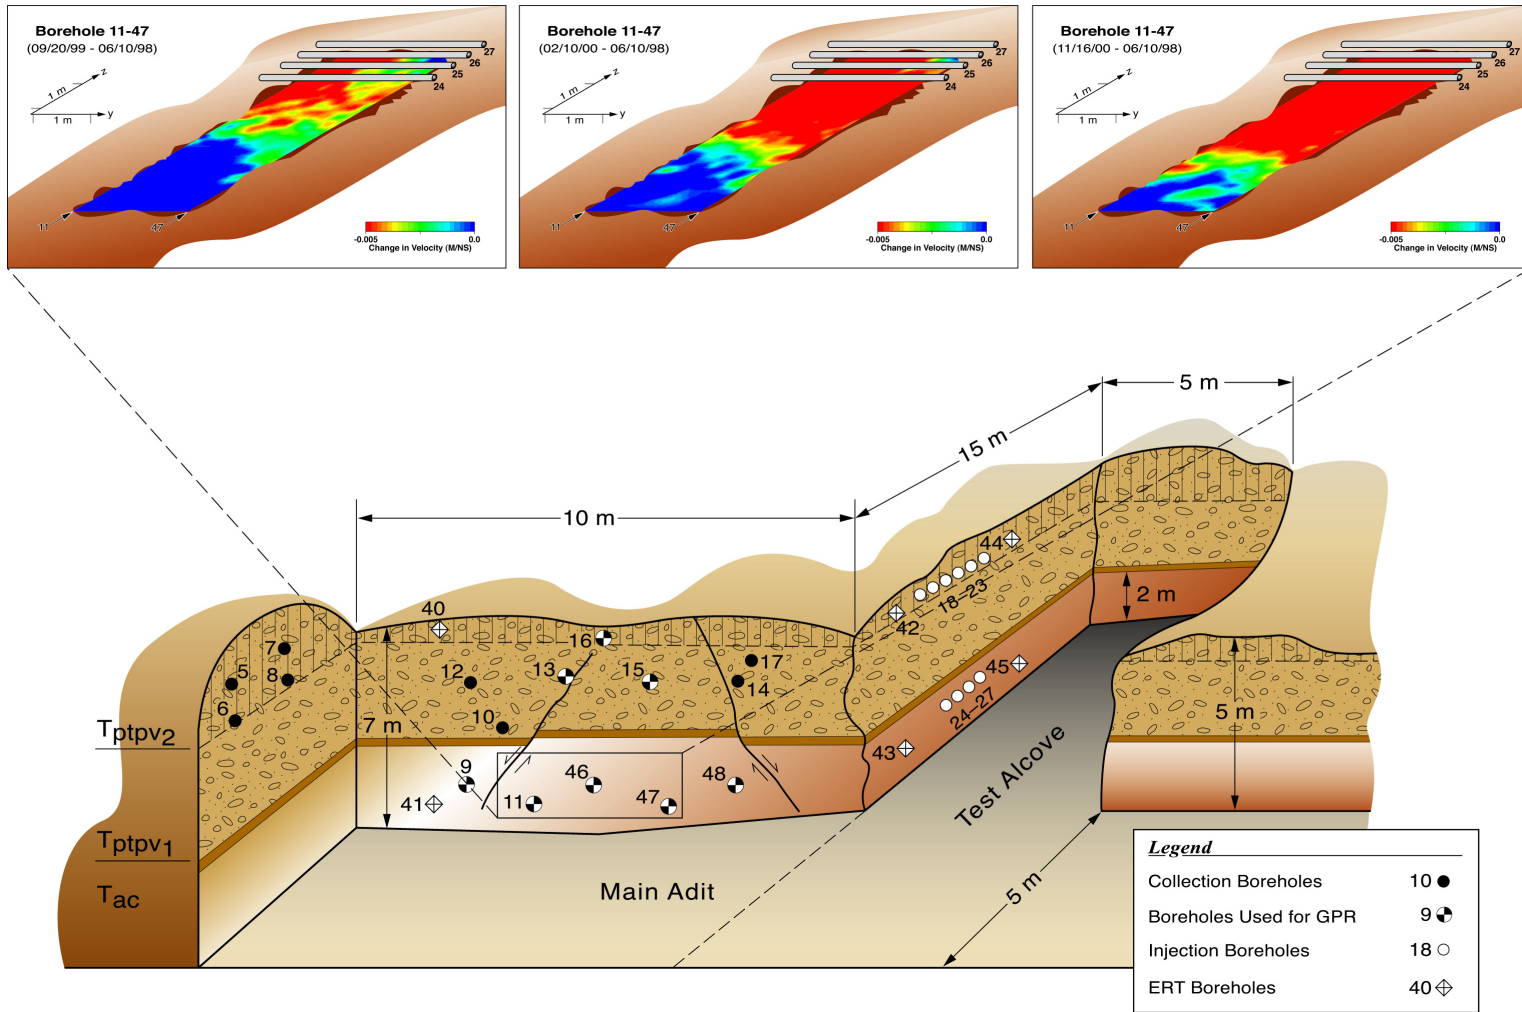 Borehole 11-47
(09/20/99 - 06/10/98)
z
1 m
y
1 m
27
26
25
24
11
47
-0.005
0.0
Change in Velocity (M/NS)
Borehole 11-47
(02/10/00 - 06/10/98)
z
1 m
y
1 m
27
26
25
24
11
47
-0.005
0.0
Change in Velocity (M/NS)
Borehole 11-47
(11/16/00 - 06/10/98)
z
1 m
y
1 m
27
26
25
24
11
47
-0.005
0.0
Change in Velocity (M/NS)
5 m
15 m
10 m
44
18–23
42
2 m
40
16
7
5
8
6
12
13
15
17
14
10
7 m
45
24–27
43
5 m
Tptpv2
9
46
48
41
11
47
Test Alcove
Tptpv1
Tac
Main Adit
5 m
Legend
Collection Boreholes 10
Boreholes Used for GPR 9
Injection Boreholes 18
ERT Boreholes 40